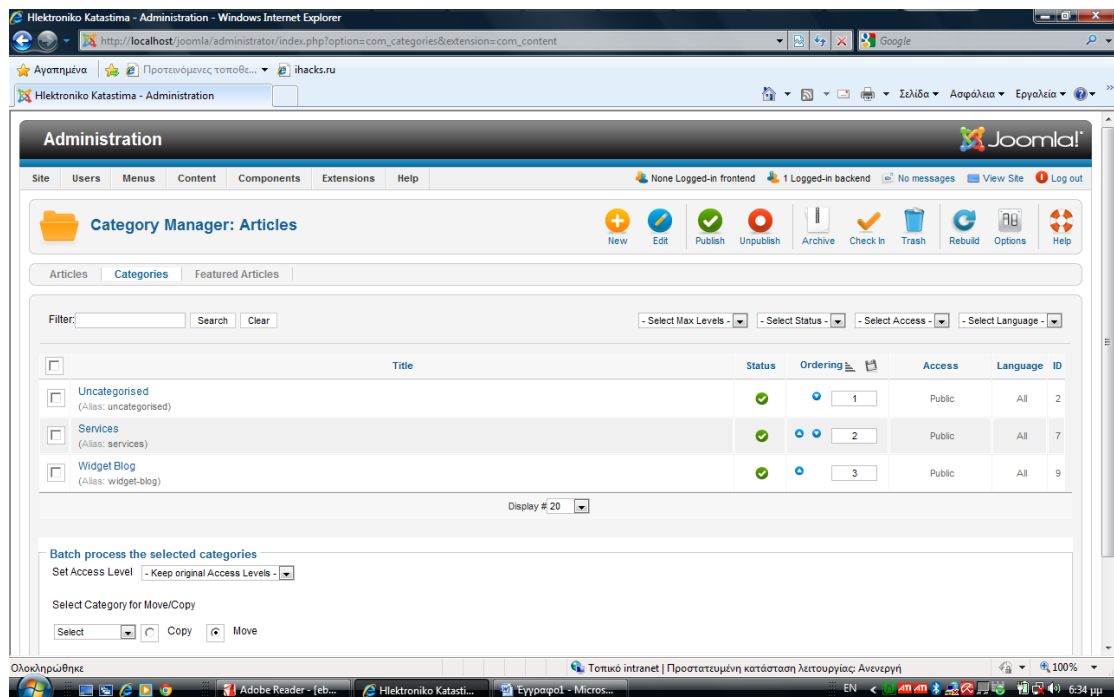 Hlektroniko Katastima - Administration - Windows Internet Explorer
http://localhost/joomla/administrator/index.php?option=com_categories&extension=com_content
Google
Αγαπημένα Προτεινόμενες τοποθε... ihacks.ru
Hlektroniko Katastima - Administration Σελίδα Ασφάλεια Εργαλεία
Administration Joomla!
Site Users Menus Content Components Extensions Help None Logged-in frontend 1 Logged-in backend No messages View Site Log out
Category Manager: Articles
New Edit Publish Unpublish Archive Check In Trash Rebuild Options Help
Articles Categories Featured Articles
Filter: Search Clear - Select Max Levels - - Select Status - - Select Access - - Select Language -
Title Status Ordering Access Language ID
Uncategorised 1 Public All 2
(Alias: uncategorised)
Services 2 Public All 7
(Alias: services)
Widget Blog 3 Public All 9
(Alias: widget-blog)
Display # 20
Batch process the selected categories
Set Access Level - Keep original Access Levels -
Select Category for Move/Copy
Select Copy Move
Ολοκληρώθηκε Τοπικό intranet | Προστατευμένη κατάσταση λειτουργίας: Ανενεργή 100%
Adobe Reader - [eb... Hlektroniko Katasti... Έγγραφο1 - Micros... EN 6:34 μμ